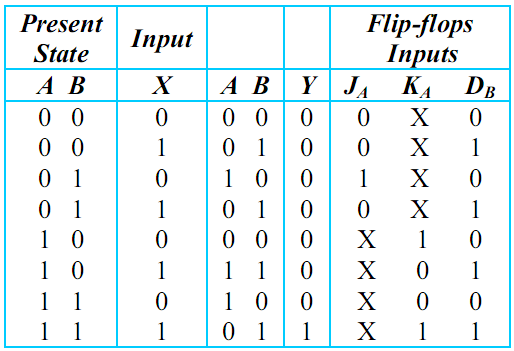 Present State Input Flip-flops Inputs
A B X A B Y J_A K_A D_B
0 0 0 0 0 0 0 X 0
0 0 1 0 1 0 0 X 1
0 1 0 1 0 0 1 X 0
0 1 1 0 1 0 0 X 1
1 0 0 0 0 0 X 1 0
1 0 1 1 1 0 X 0 1
1 1 0 1 0 0 X 0 0
1 1 1 0 1 1 X 1 1